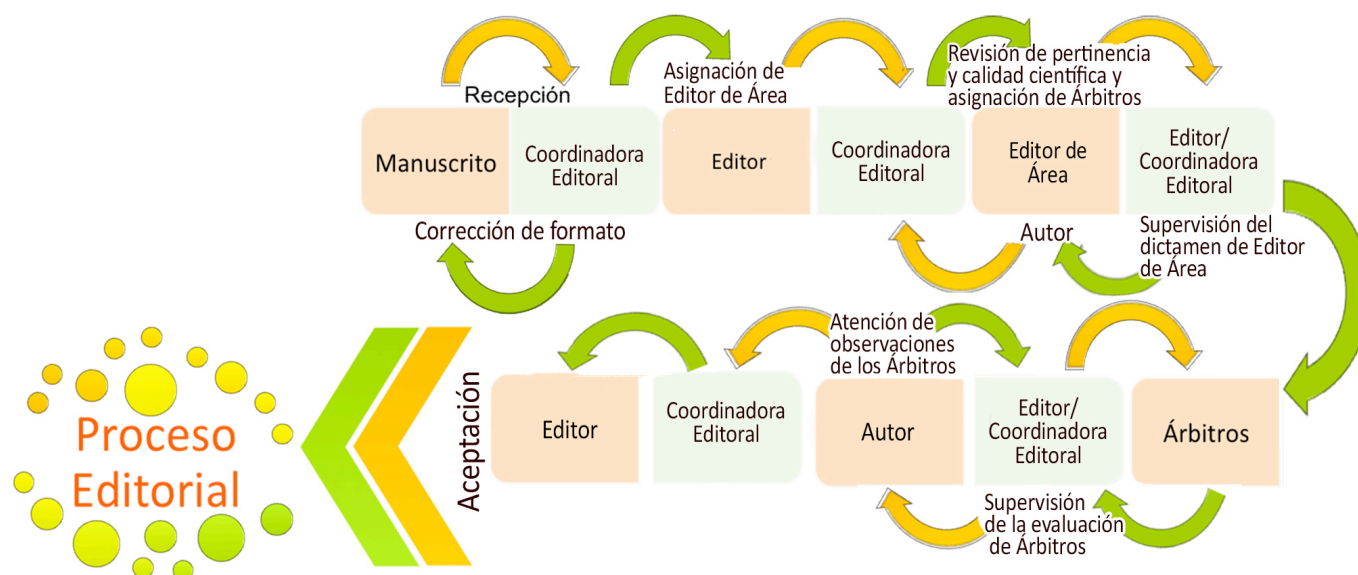 Recepción
Asignación de
Editor de Área
Revisión de pertinencia
y calidad científica y
asignación de Árbitros
Manuscrito
Coordinadora
Editoral
Editor
Coordinadora
Editoral
Editor de
Área
Editor/
Coordinadora
Editoral
Corrección de formato
Autor
Supervisión del
dictamen de Editor
de Área
Atención de
observaciones
de los Árbitros
Proceso
Editorial
Aceptación
Editor
Coordinadora
Editoral
Autor
Editor/
Coordinadora
Editoral
Árbitros
Supervisión
de la evaluación
de Árbitros